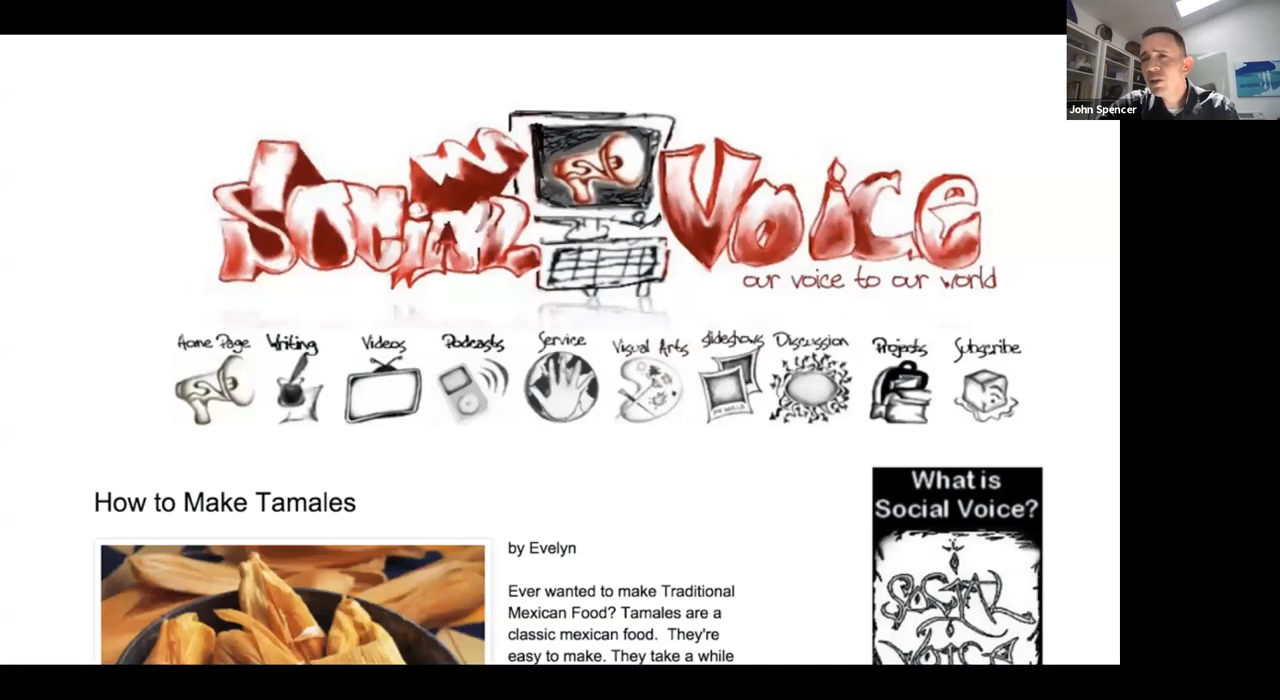 John Spencer
Social Voice
our voice to our world
Home Page Writing Videos Podcasts Service Visual Arts slideshows Discussion Projects Subscribe
How to Make Tamales
by Evelyn
Ever wanted to make Traditional
Mexican Food? Tamales are a
classic mexican food. They're
easy to make. They take a while
What is
Social Voice?
SOCIAL
VOICE